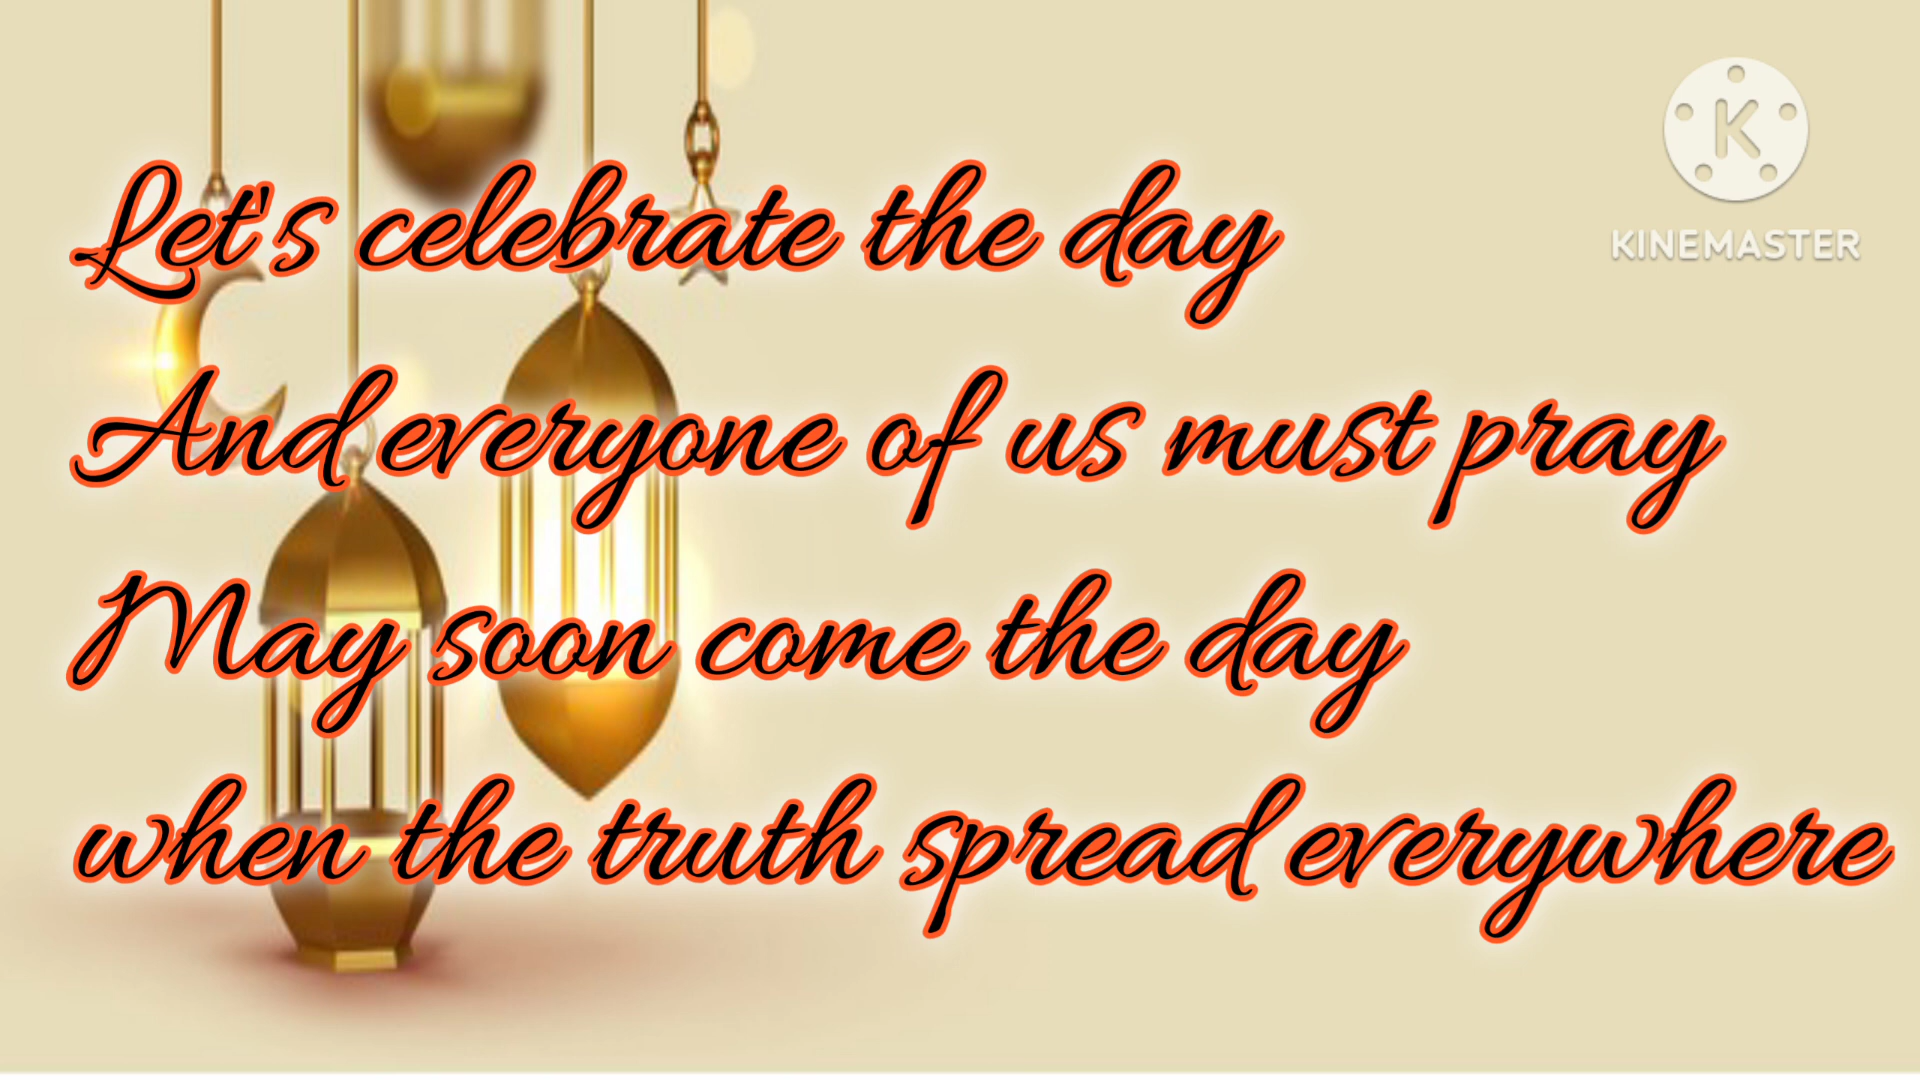 Let's celebrate the day
And everyone of us must pray
May soon come the day
when the truth spread everywhere
K
KINEMASTER